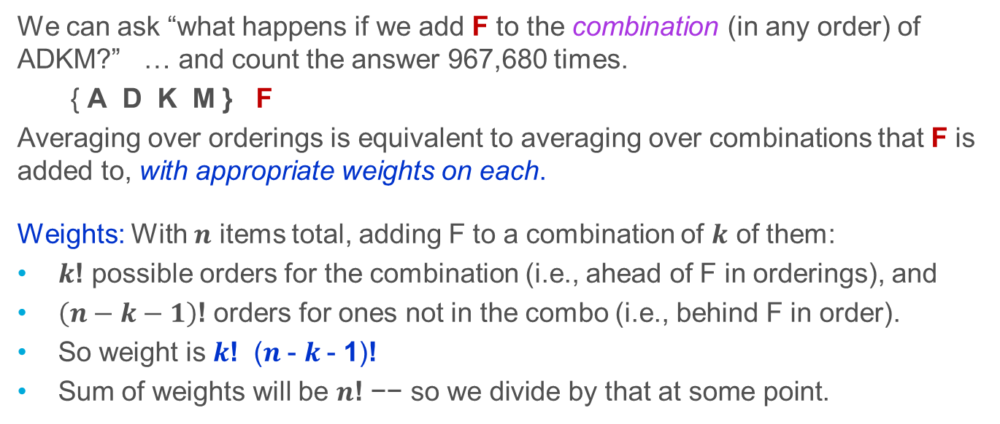 We can ask “what happens if we add F to the combination (in any order) of
ADKM?”   … and count the answer 967,680 times.
{ A D K M } F
Averaging over orderings is equivalent to averaging over combinations that F is
added to, with appropriate weights on each.
Weights: With n items total, adding F to a combination of k of them:
• k! possible orders for the combination (i.e., ahead of F in orderings), and
• (n − k − 1)! orders for ones not in the combo (i.e., behind F in order).
• So weight is k! (n - k - 1)!
• Sum of weights will be n! −− so we divide by that at some point.